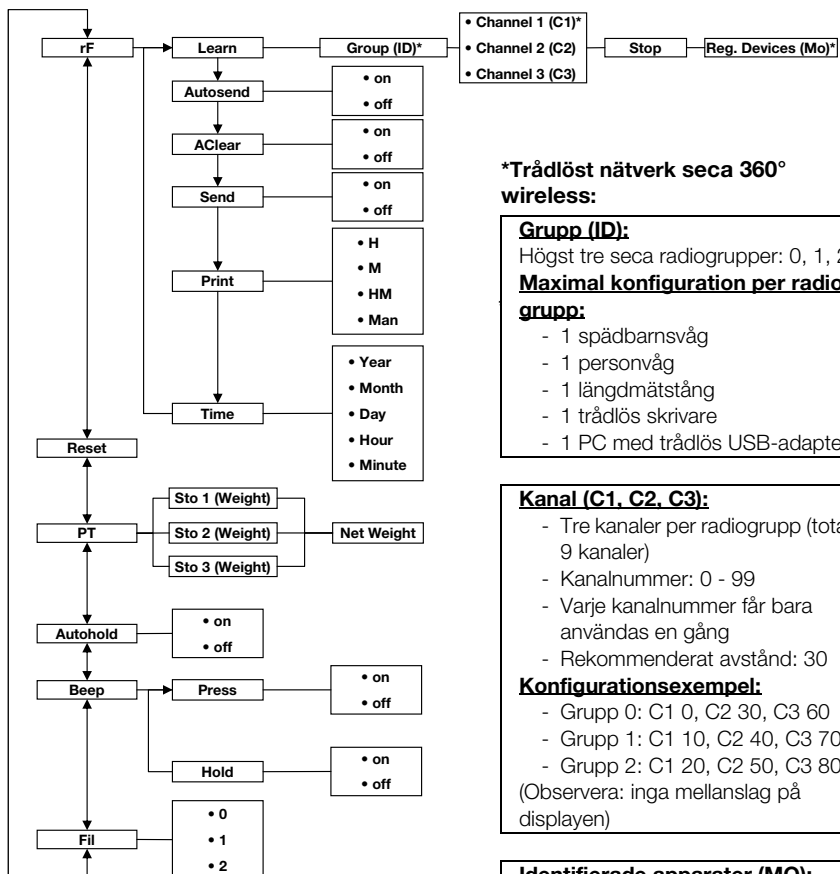 rF
Learn
Group (ID)*
• Channel 1 (C1)*
• Channel 2 (C2)
• Channel 3 (C3)
Stop
Reg. Devices (Mo)*
Autosend
• on
• off
AClear
• on
• off
Send
• on
• off
Print
• H
• M
• HM
• Man
Time
• Year
• Month
• Day
• Hour
• Minute
Reset
PT
Sto 1 (Weight)
Sto 2 (Weight)
Sto 3 (Weight)
Net Weight
Autohold
• on
• off
Beep
Press
• on
• off
Hold
• on
• off
Fil
• 0
• 1
• 2
*Trådlöst nätverk seca 360°
wireless:
Grupp (ID):
Högst tre seca radiogrupper: 0, 1, 2
Maximal konfiguration per radio
grupp:
- 1 spädbarnsvåg
- 1 personvåg
- 1 längdmätstång
- 1 trådlös skrivare
- 1 PC med trådlös USB-adapte
Kanal (C1, C2, C3):
- Tre kanaler per radiogrupp (tota
9 kanaler)
- Kanalnummer: 0 - 99
- Varje kanalnummer får bara
användas en gång
- Rekommenderat avstånd: 30
Konfigurationsexempel:
- Grupp 0: C1 0, C2 30, C3 60
- Grupp 1: C1 10, C2 40, C3 70
- Grupp 2: C1 20, C2 50, C3 80
(Observera: inga mellanslag på
displayen)
Identifierade apparater (MO):